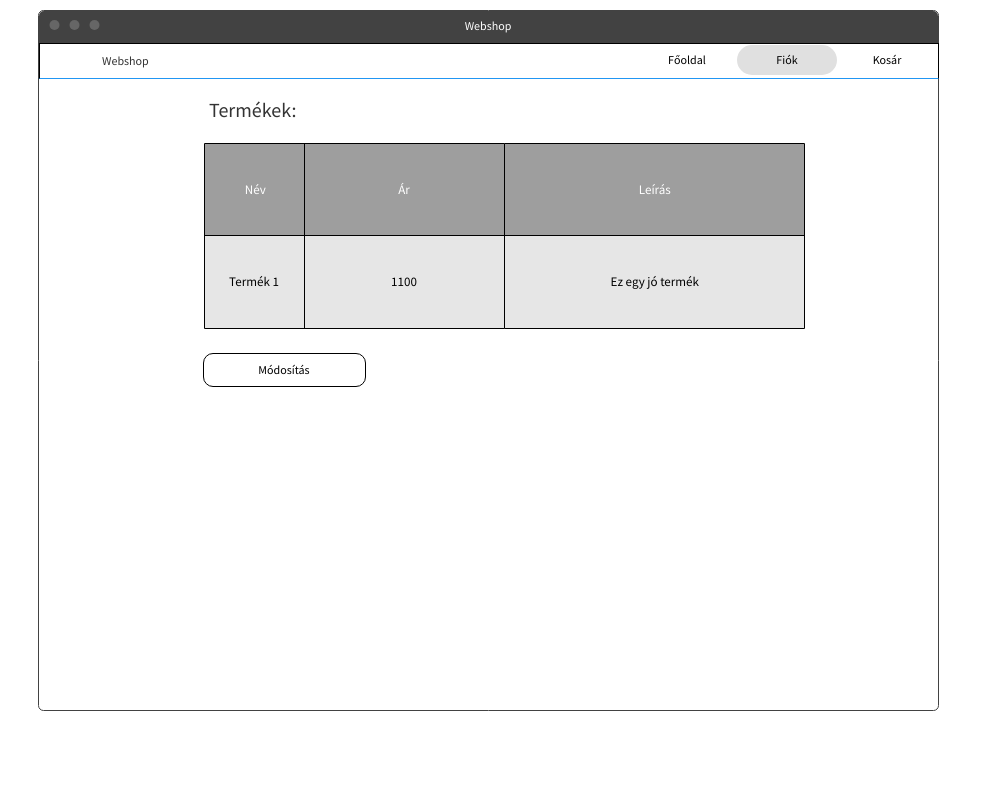 Webshop
Webshop Főoldal Fiók Kosár
Termékek:
Név Ár Leírás
Termék 1 1100 Ez egy jó termék
Módosítás